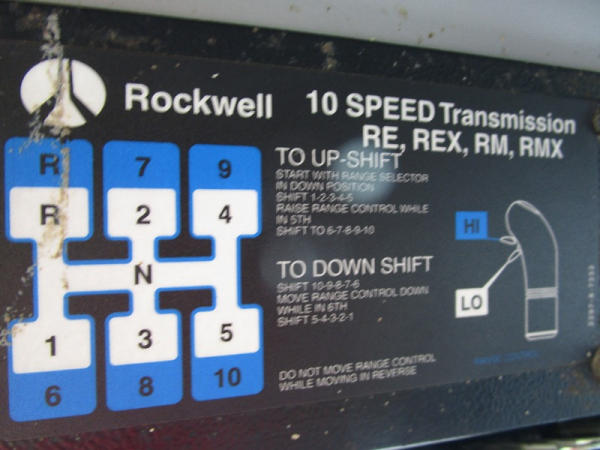 Rockwell
10 SPEED Transmission
RE, REX, RM, RMX
R 7 9
R 2 4
N
1 3 5
6 8 10
TO UP-SHIFT
START WITH RANGE SELECTOR
IN DOWN POSITION
SHIFT 1-2-3-4-5
RAISE RANGE CONTROL WHILE
IN 5TH
SHIFT TO 6-7-8-9-10
TO DOWN SHIFT
SHIFT 10-9-8-7-6
MOVE RANGE CONTROL DOWN
WHILE IN 6TH
SHIFT 5-4-3-2-1
DO NOT MOVE RANGE CONTROL
WHILE MOVING IN REVERSE
HI
LO
RANGE CONTROL